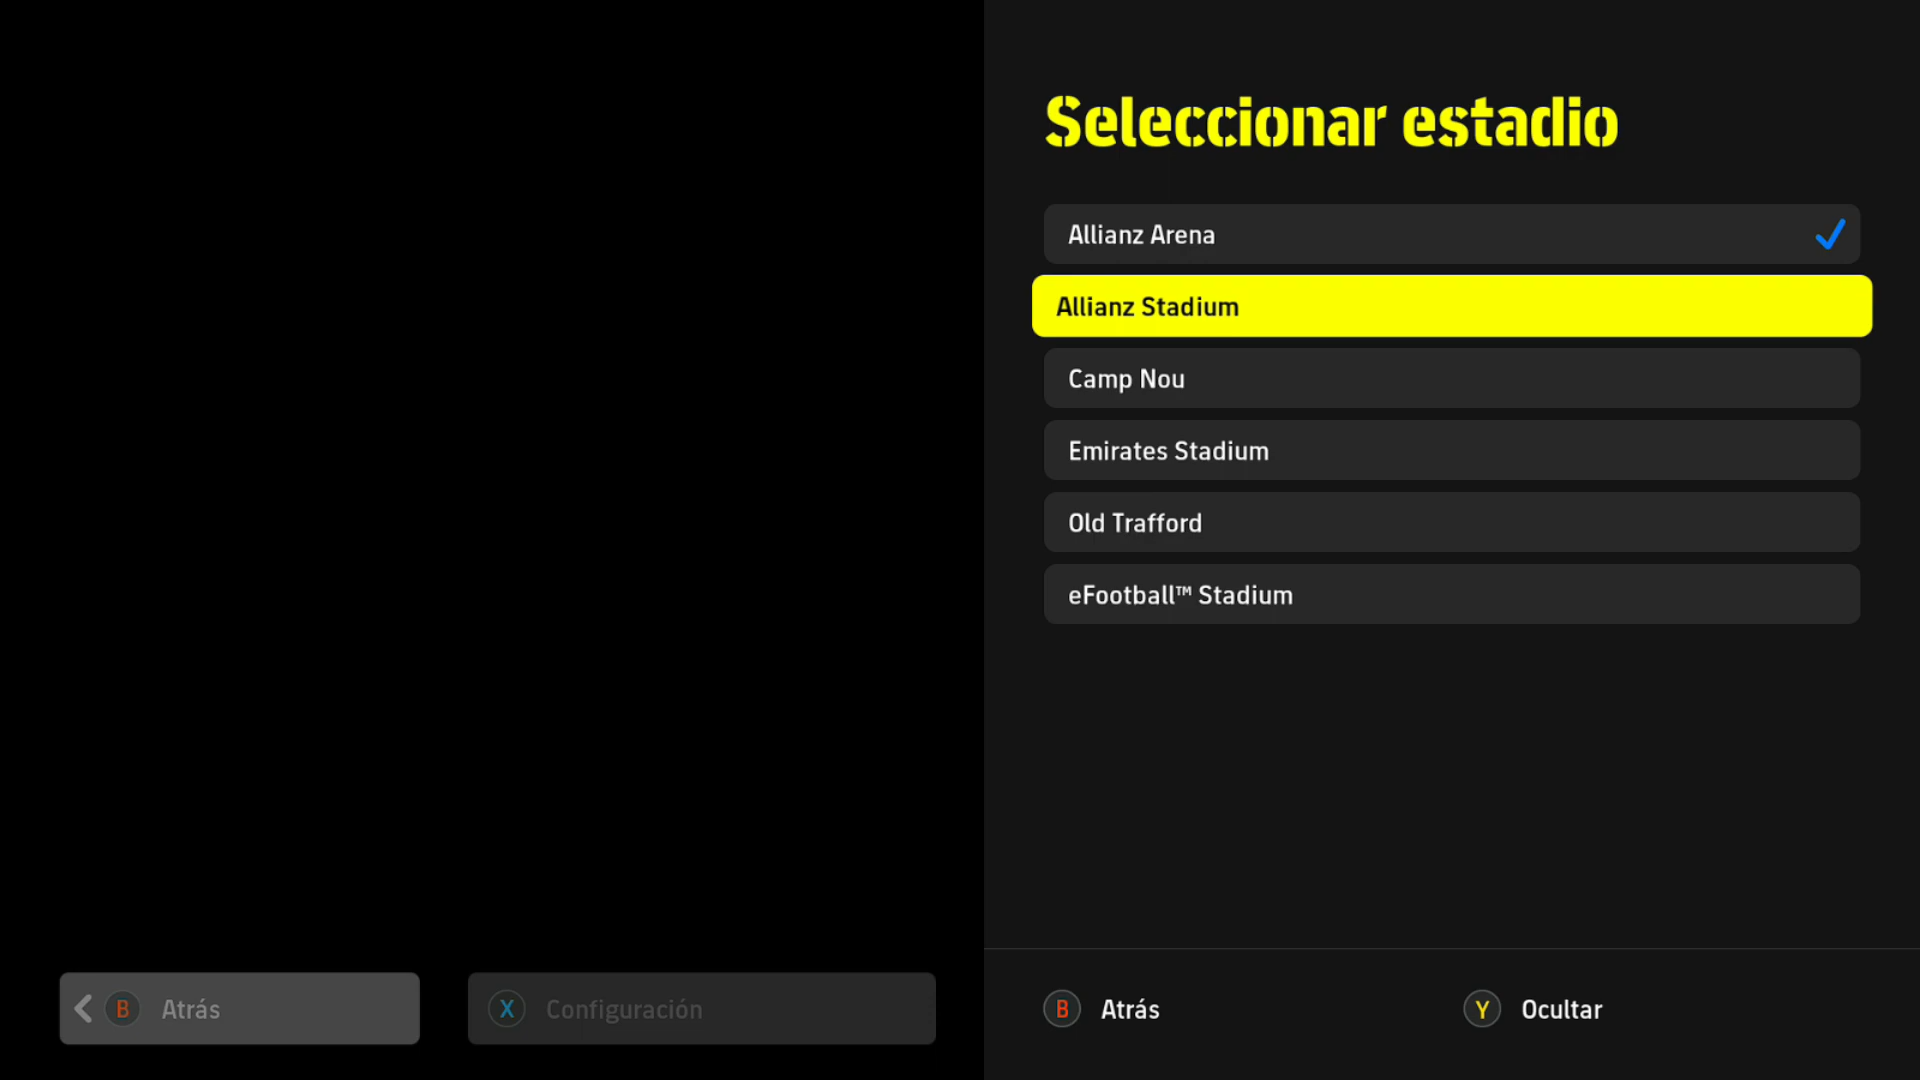 Seleccionar estadio
Allianz Arena
Allianz Stadium
Camp Nou
Emirates Stadium
Old Trafford
eFootball™ Stadium
B Atrás
X Configuración
B Atrás
Y Ocultar